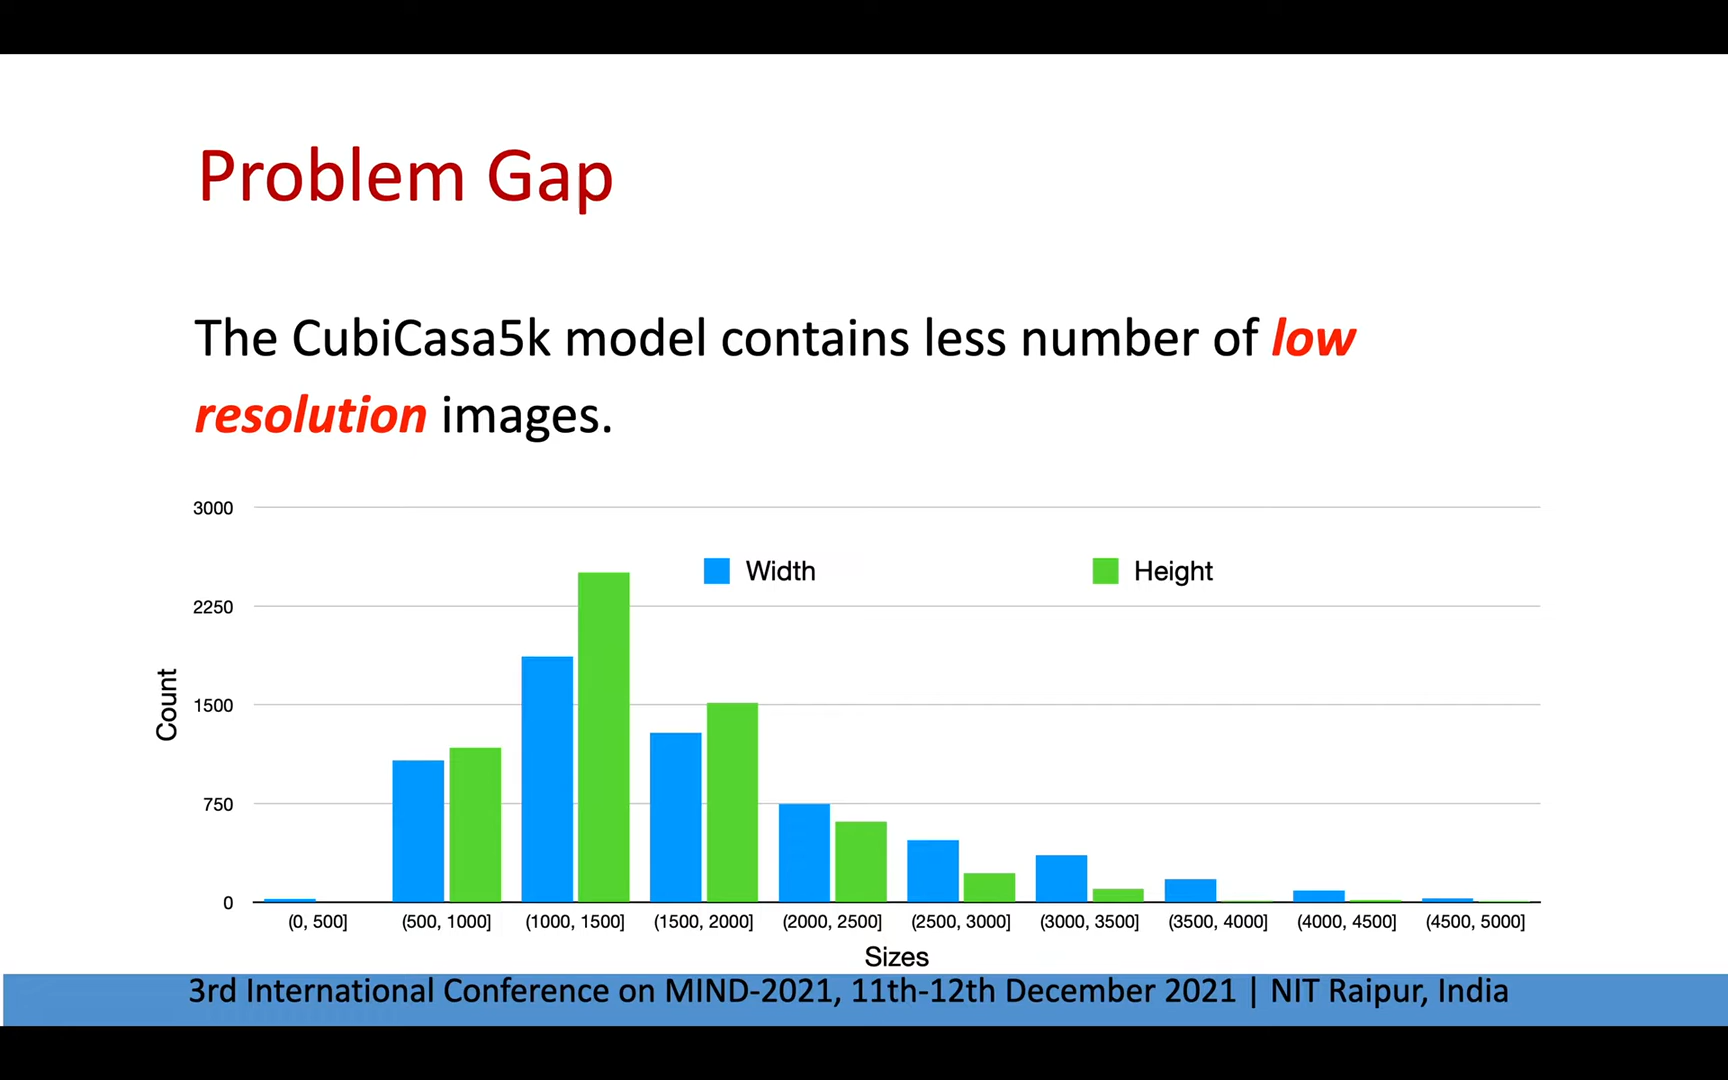 Problem Gap
The CubiCasa5k model contains less number of low
resolution images.
3000
Width Height
2250
Count
1500
750
0
(0, 500] (500, 1000] (1000, 1500] (1500, 2000] (2000, 2500] (2500, 3000] (3000, 3500] (3500, 4000] (4000, 4500] (4500, 5000]
Sizes
3rd International Conference on MIND-2021, 11th-12th December 2021 | NIT Raipur, India